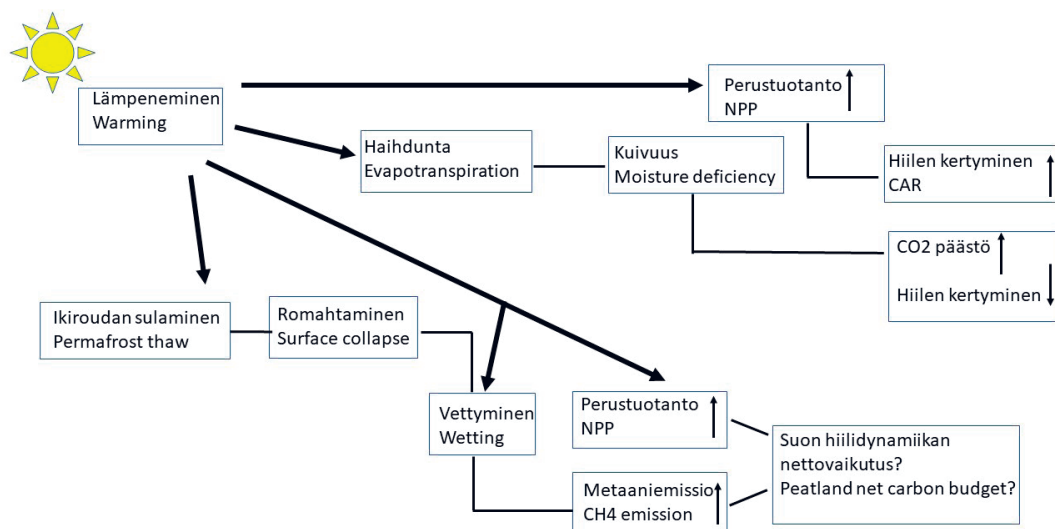 Lämpeneminen
Warming
Perustuotanto
NPP
Haihdunta
Evapotranspiration
Kuivuus
Moisture deficiency
Hiilen kertyminen
CAR
CO2 päästö
Hiilen kertyminen
Ikiroudan sulaminen
Permafrost thaw
Romahtaminen
Surface collapse
Vettyminen
Wetting
Perustuotanto
NPP
Suon hiilidynamiikan
nettovaikutus?
Peatland net carbon budget?
Metaaniemissio
CH4 emission